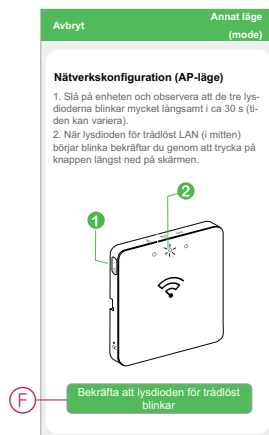 Avbryt
Annat läge
(mode)
Nätverkskonfiguration (AP-läge)
1. Slå på enheten och observera att de tre lys-
dioderna blinkar mycket långsamt i ca 30 s (ti-
den kan variera).
2. När lysdioden för trådlöst LAN (i mitten)
börjar blinka bekräftar du genom att trycka på
knappen längst ned på skärmen.
2
1
F
Bekräfta att lysdioden för trådlöst
blinkar